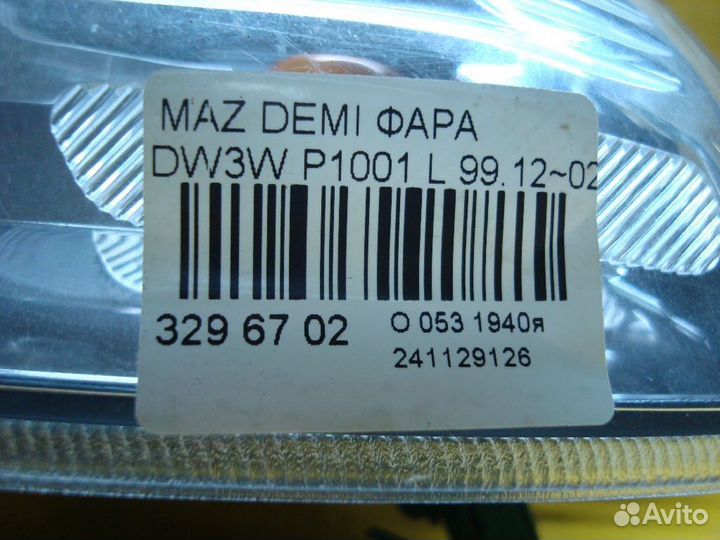 MAZ DEMI ФАРА
DW3W P1001 L 99.12~02
329 67 02
О 053 1940я
241129126
Avito